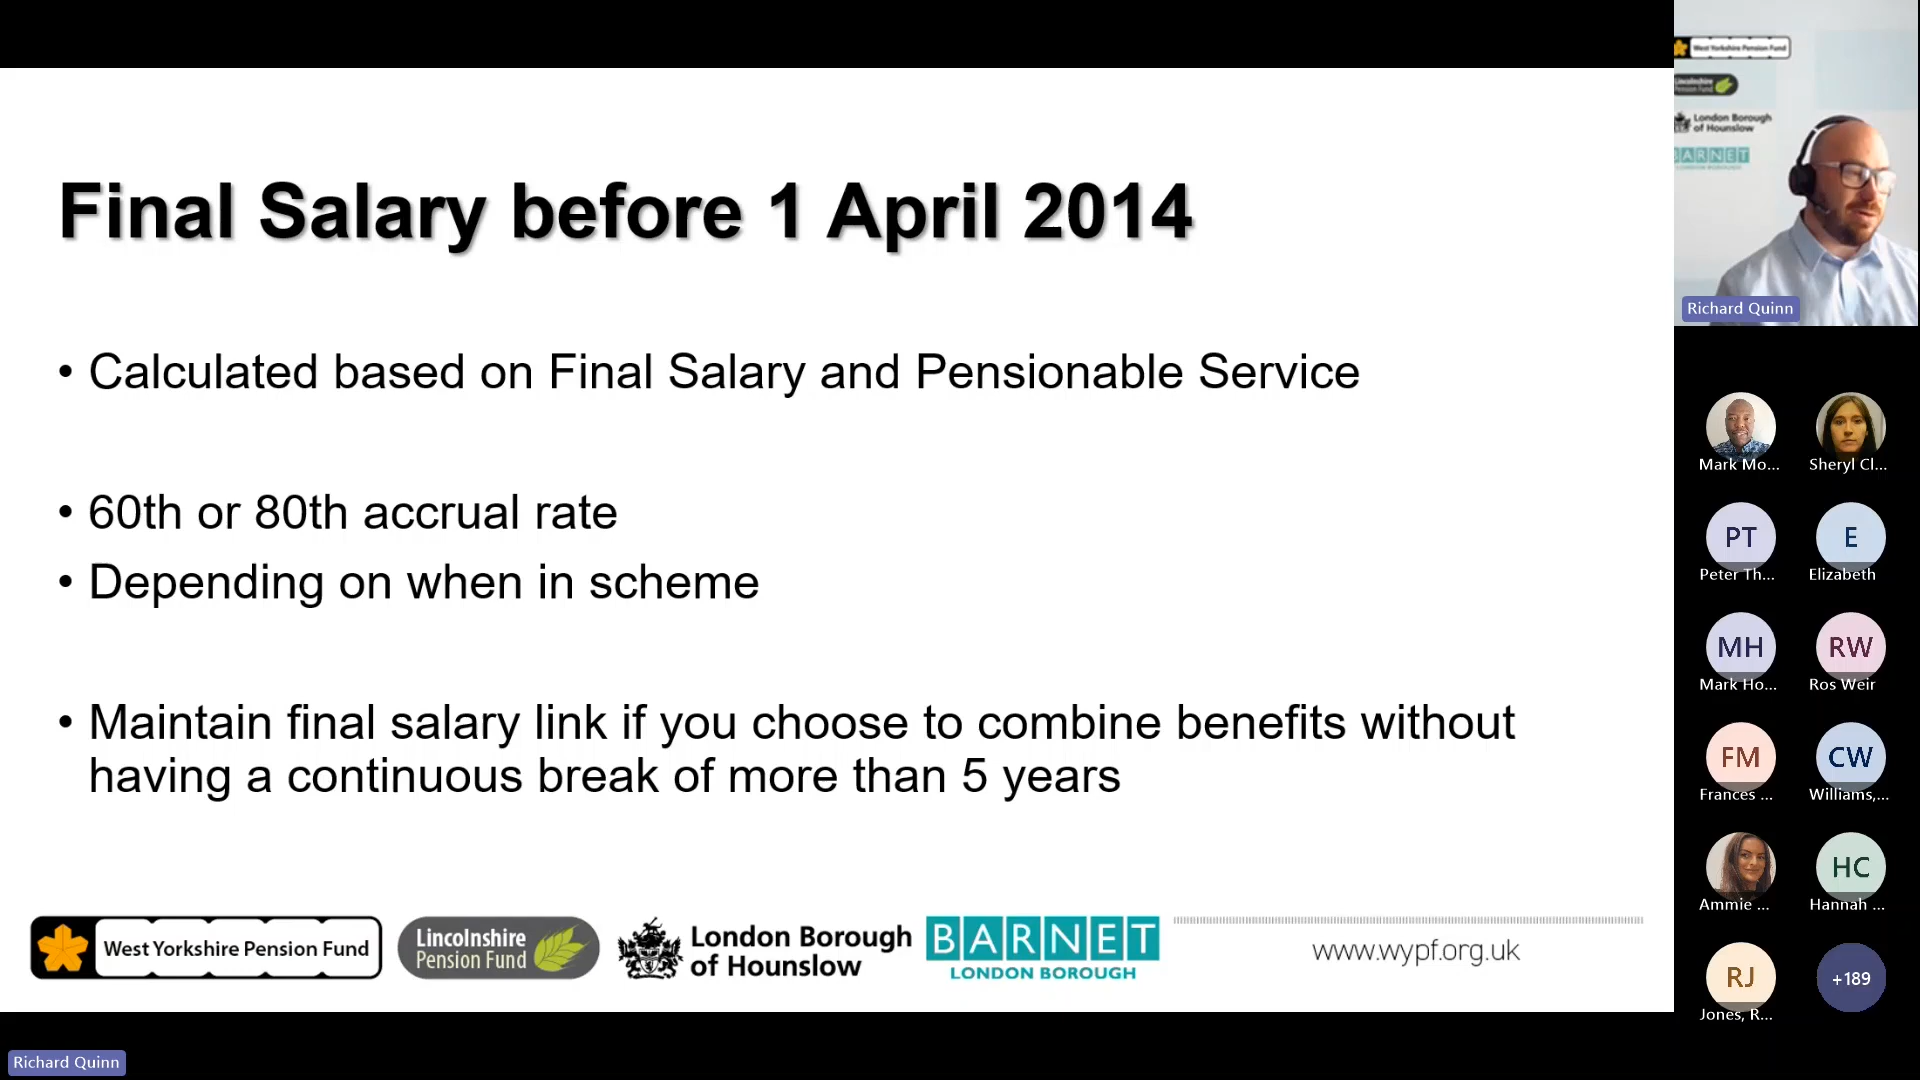 Final Salary before 1 April 2014
• Calculated based on Final Salary and Pensionable Service
• 60th or 80th accrual rate
• Depending on when in scheme
• Maintain final salary link if you choose to combine benefits without
having a continuous break of more than 5 years
West Yorkshire Pension Fund
Lincolnshire
Pension Fund
London Borough
of Hounslow
BARNET
LONDON BOROUGH
www.wypf.org.uk
Richard Quinn
West Yorkshire Pension Fund
Lincolnshire
Pension Fund
London Borough
of Hounslow
BARNET
LONDON BOROUGH
Richard Quinn
Mark Mo...
Sheryl Cl...
PT
Peter Th...
E
Elizabeth
MH
Mark Ho...
RW
Ros Weir
FM
Frances ...
CW
Williams,...
Ammie ...
HC
Hannah ...
RJ
Jones, R...
+189